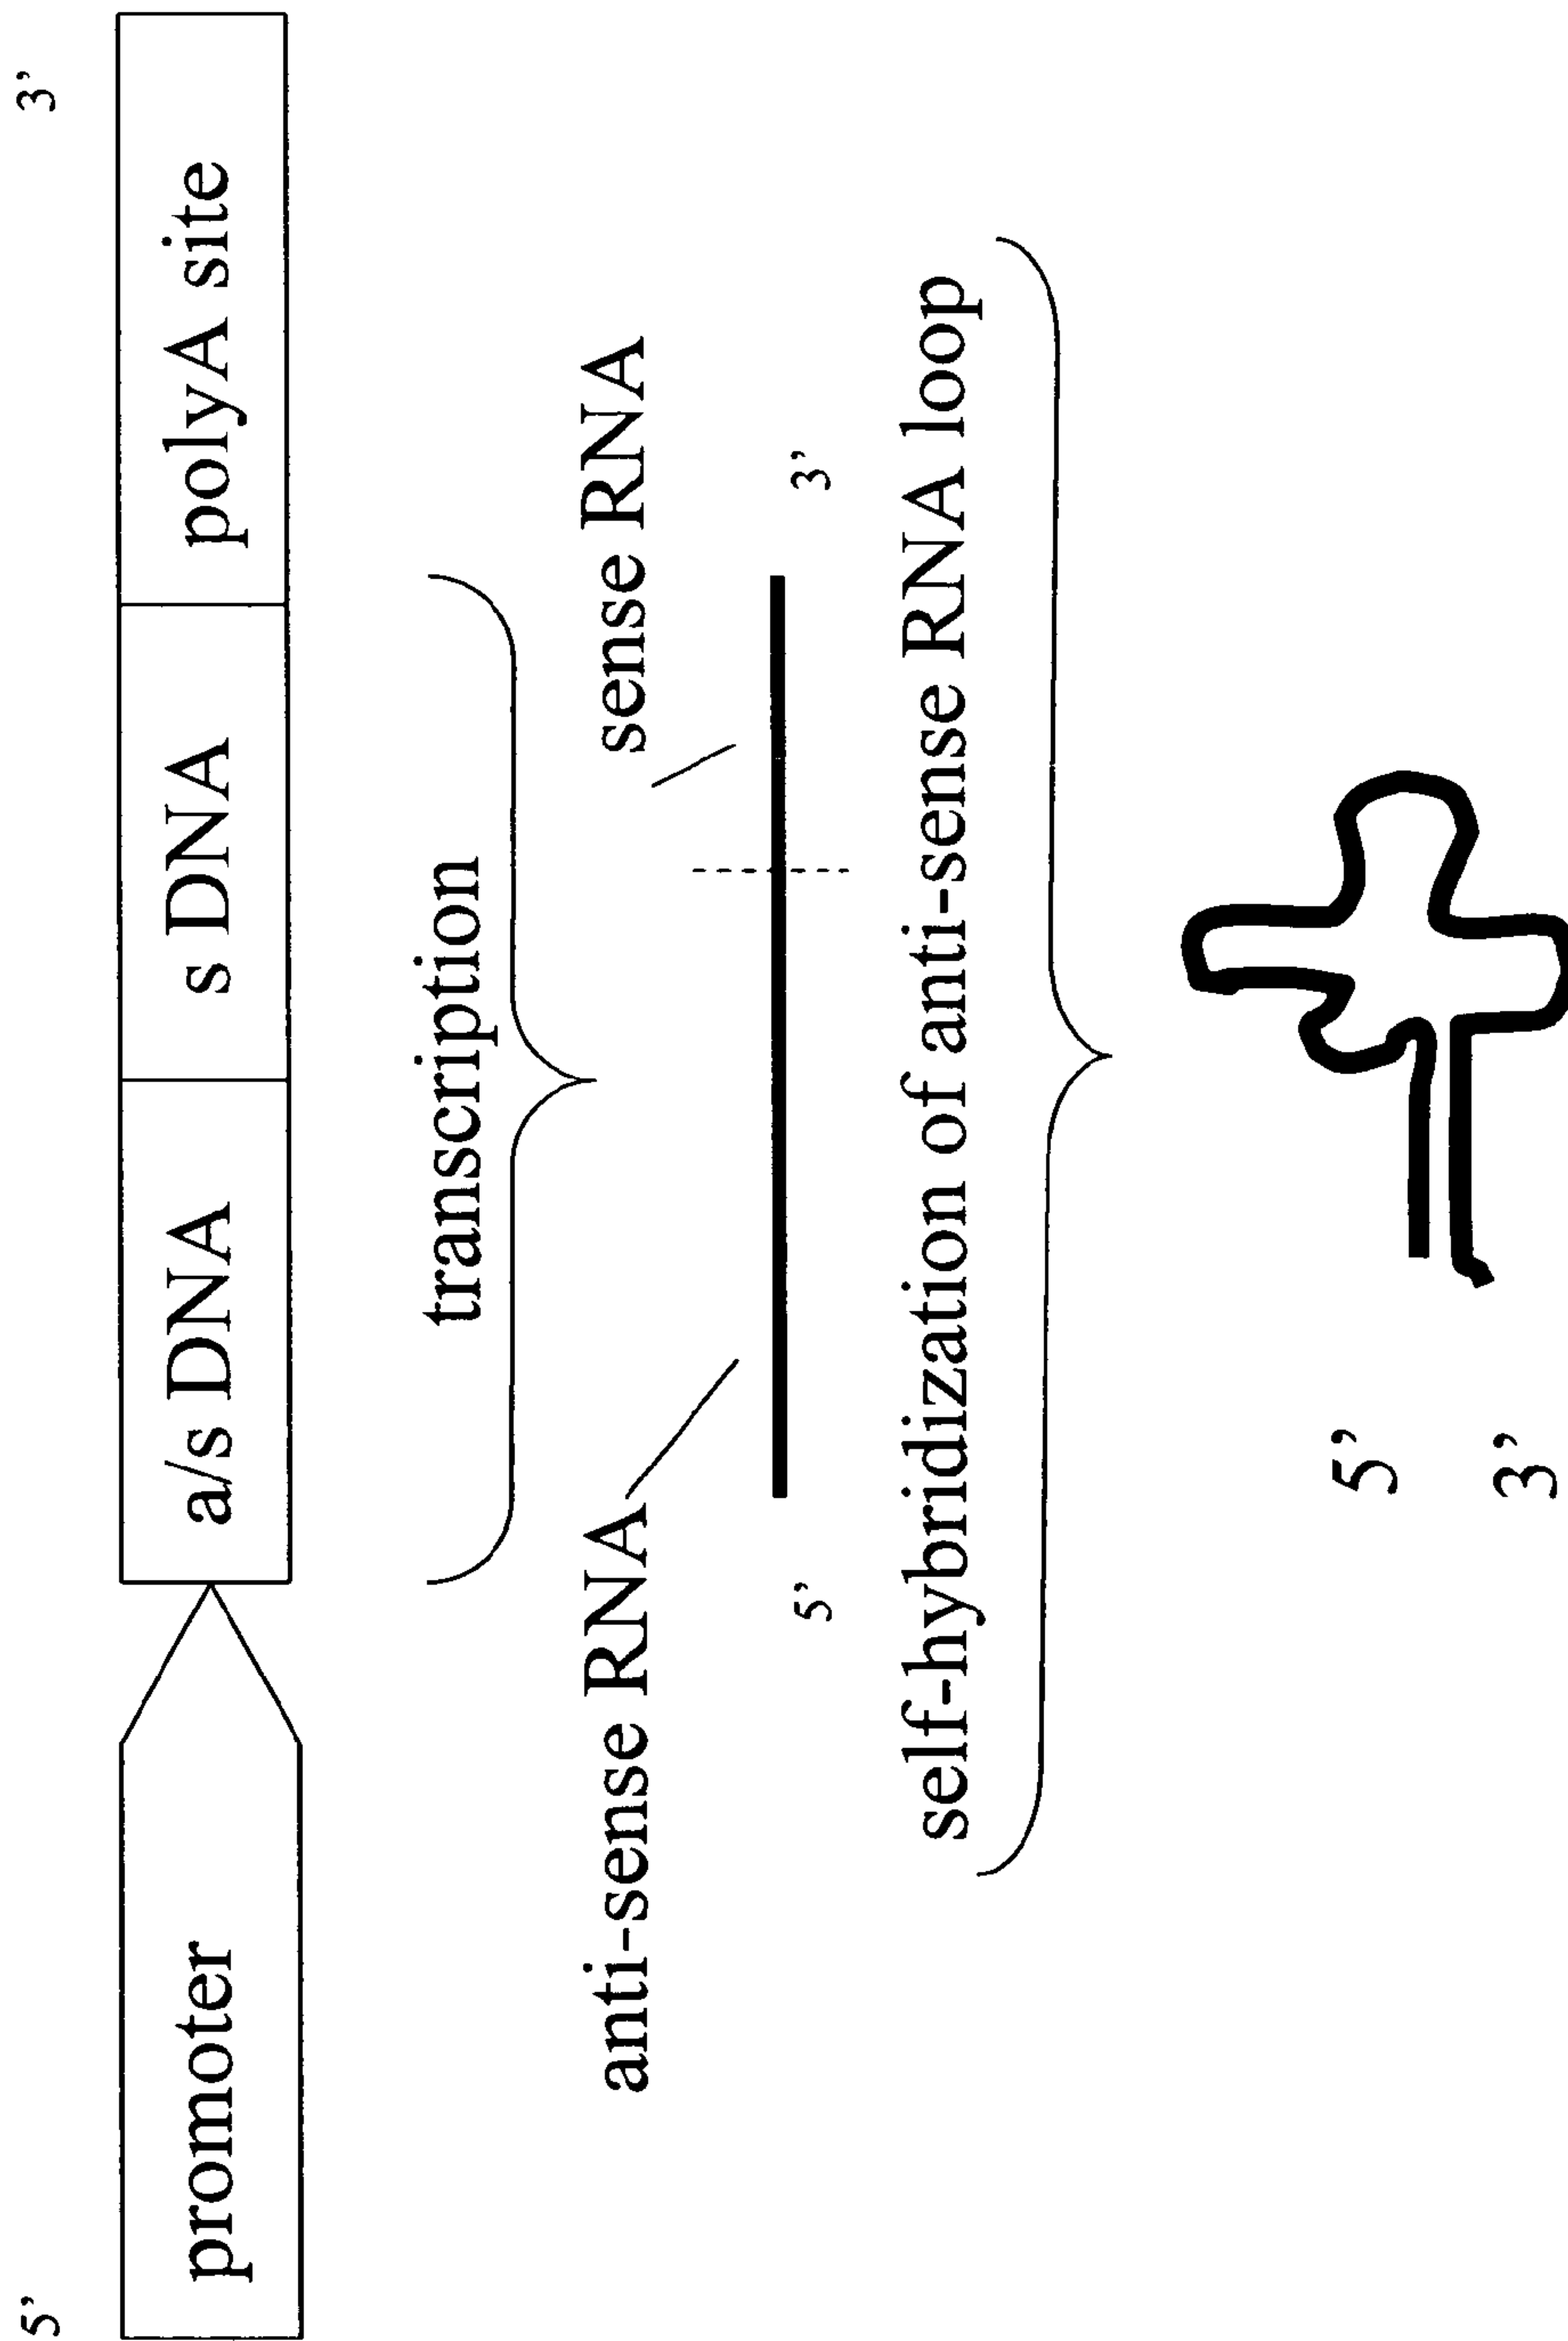 5’ 3’
promoter a/s DNA s DNA polyA site
transcription
anti-sense RNA sense RNA
5’ 3’
self-hybridization of anti-sense RNA loop
5’
3’